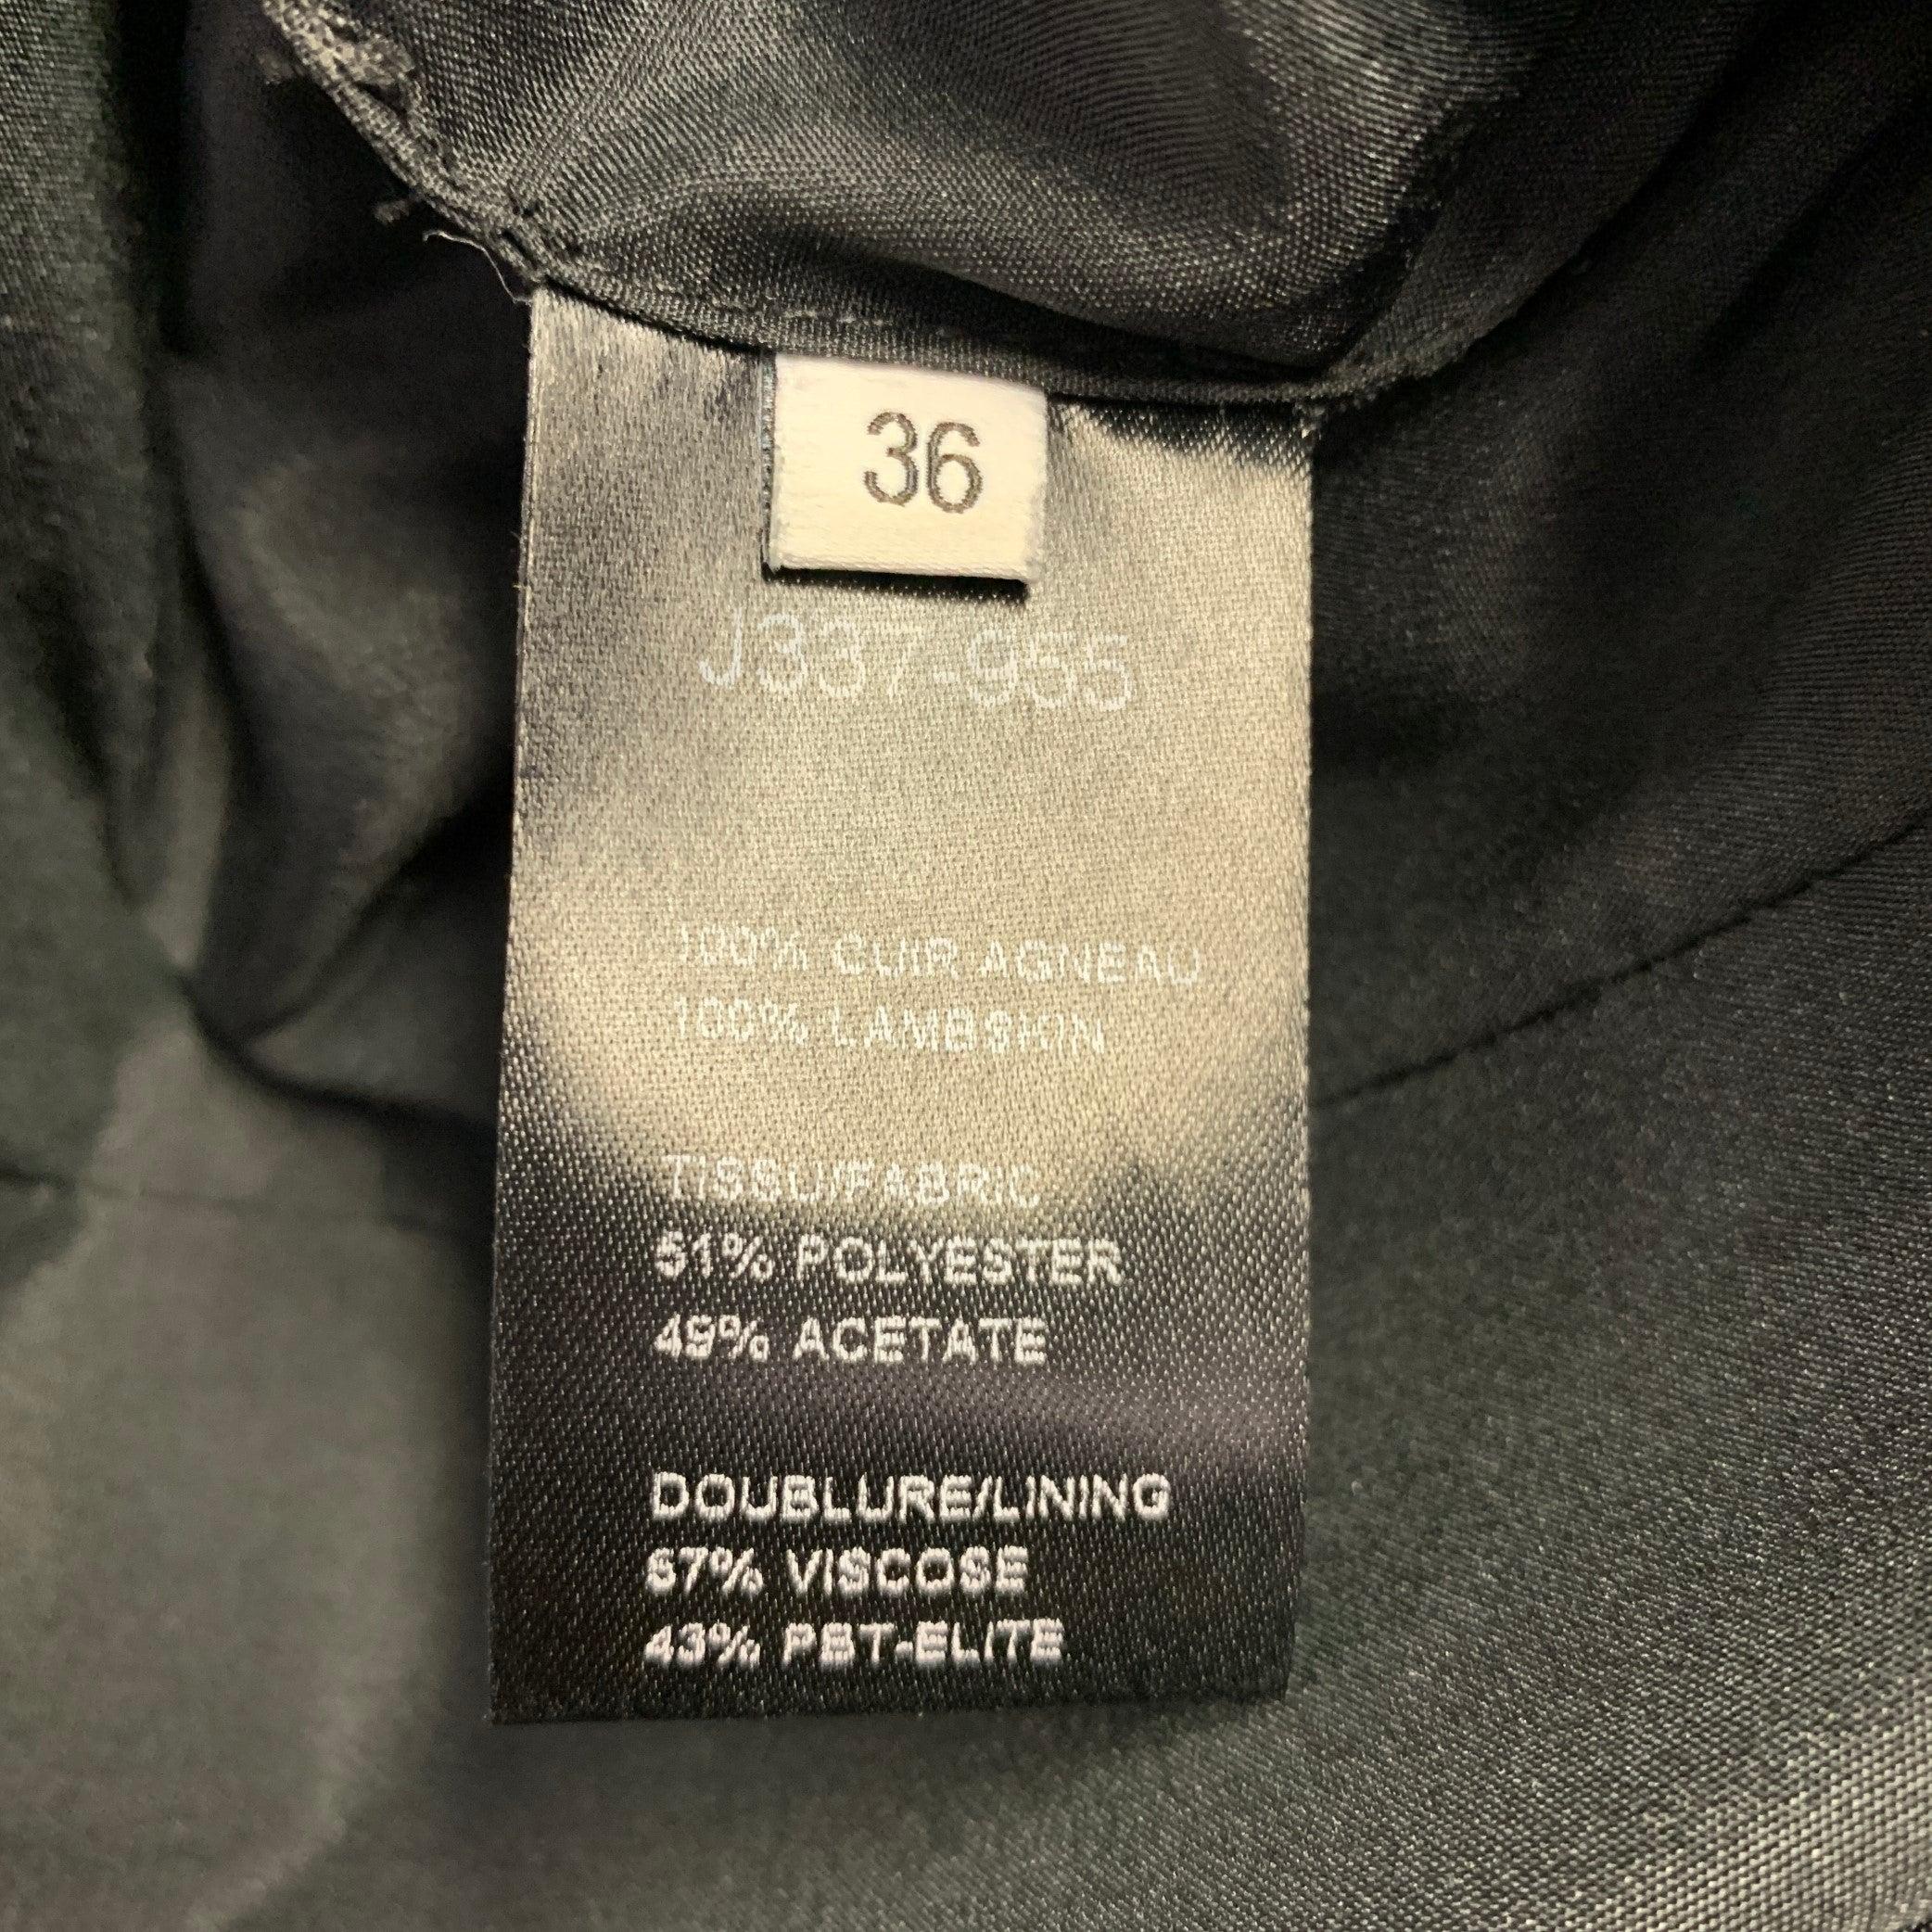 36
J337-955
100% CUIR AGNEAU
100% LAMBSKIN
TISSU/FABRIC
51% POLYESTER
49% ACETATE
DOUBLURE/LINING
57% VISCOSE
43% PBT-ELITE